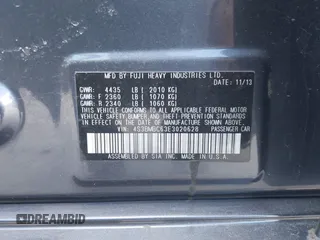 MFD. BY FUJI HEAVY INDUSTRIES LTD.
DATE: 11/13
GVWR: 4435 LB ( 2010 KG)
GAWR: F 2360 LB ( 1070 KG)
GAWR: R 2340 LB ( 1060 KG)
THIS VEHICLE CONFORMS TO ALL APPLICABLE
FEDERAL MOTOR VEHICLE SAFETY,
BUMPER, AND THEFT PREVENTION
STANDARDS IN EFFECT ON THE DATE OF
MANUFACTURE SHOWN ABOVE.
VIN: 4S3BMBC63E3020628 PASSENGER CAR
ASSEMBLED BY SIA INC. IN U.S.A.
DREAMBID